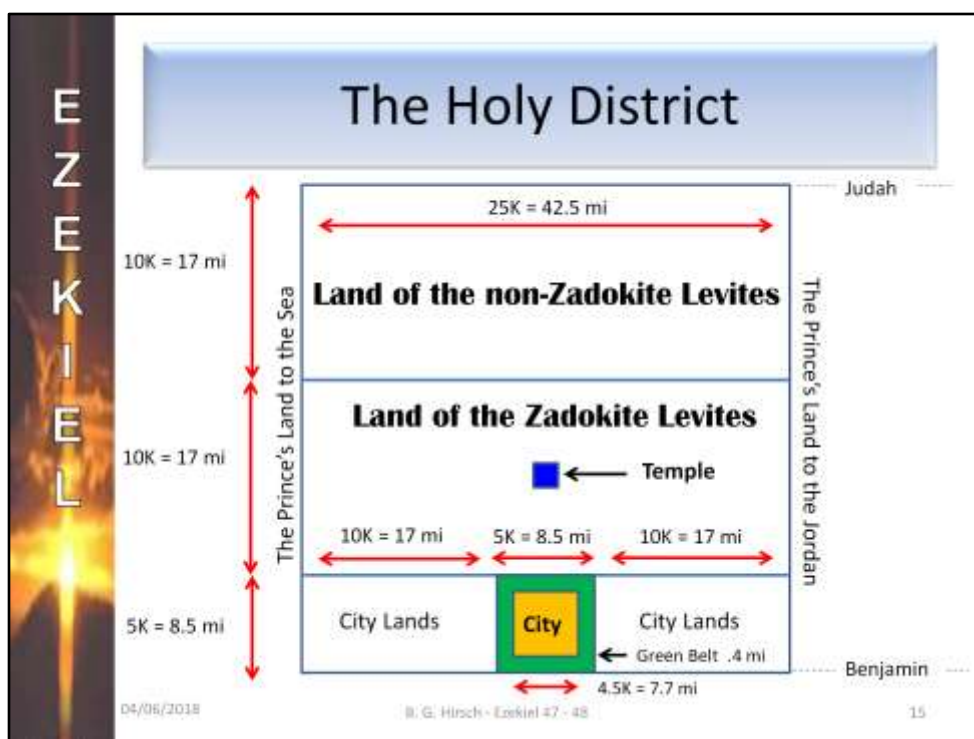 EZEKIEL
The Holy District
Judah
25K = 42.5 mi
10K = 17 mi
Land of the non-Zadokite Levites
The Prince's Land to the Sea
The Prince's Land to the Jordan
Land of the Zadokite Levites
10K = 17 mi
Temple
10K = 17 mi
5K = 8.5 mi
10K = 17 mi
5K = 8.5 mi
City Lands
City
City Lands
Green Belt .4 mi
Benjamin
4.5K = 7.7 mi
04/06/2018
B. G. Hirsch - Ezekiel 47 - 48
15